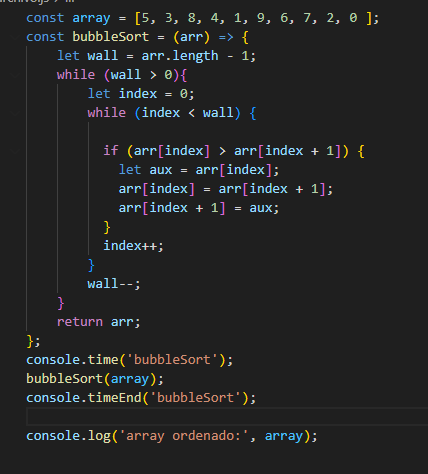 const array = [5, 3, 8, 4, 1, 9, 6, 7, 2, 0 ];
const bubbleSort = (arr) => {
    let wall = arr.length - 1;
    while (wall > 0){
        let index = 0;
        while (index < wall) {

          if (arr[index] > arr[index + 1]) {
            let aux = arr[index];
            arr[index] = arr[index + 1];
            arr[index + 1] = aux;
          }
          index++;
        }
        wall--;
    }
    return arr;
};
console.time('bubbleSort');
bubbleSort(array);
console.timeEnd('bubbleSort');

console.log('array ordenado:', array);